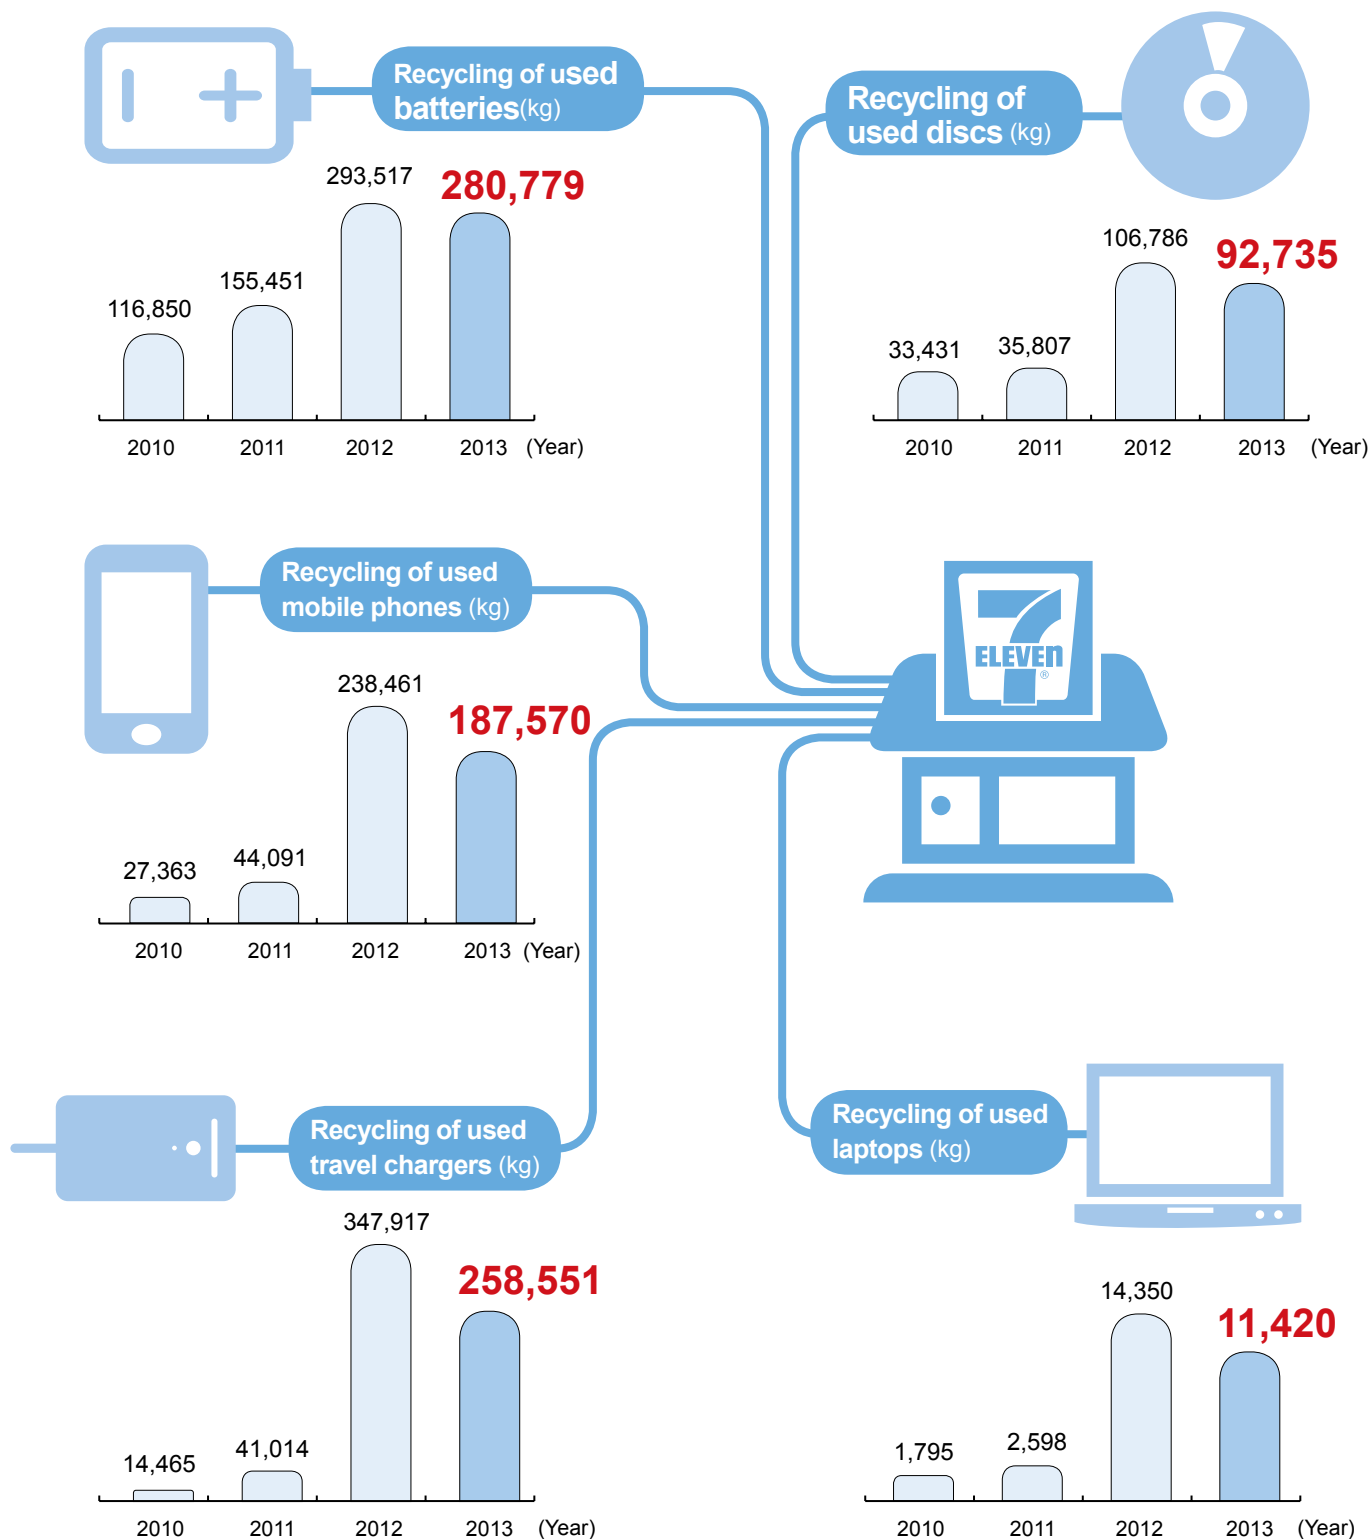 Recycling of used
batteries(kg)
293,517
280,779
155,451
116,850
2010 2011 2012 2013 (Year)
Recycling of
used discs (kg)
106,786
92,735
33,431
35,807
2010 2011 2012 2013 (Year)
Recycling of used
mobile phones (kg)
238,461
187,570
27,363
44,091
2010 2011 2012 2013 (Year)
7
ELEVEn
®
Recycling of used
travel chargers (kg)
347,917
258,551
14,465
41,014
2010 2011 2012 2013 (Year)
Recycling of used
laptops (kg)
14,350
11,420
1,795
2,598
2010 2011 2012 2013 (Year)